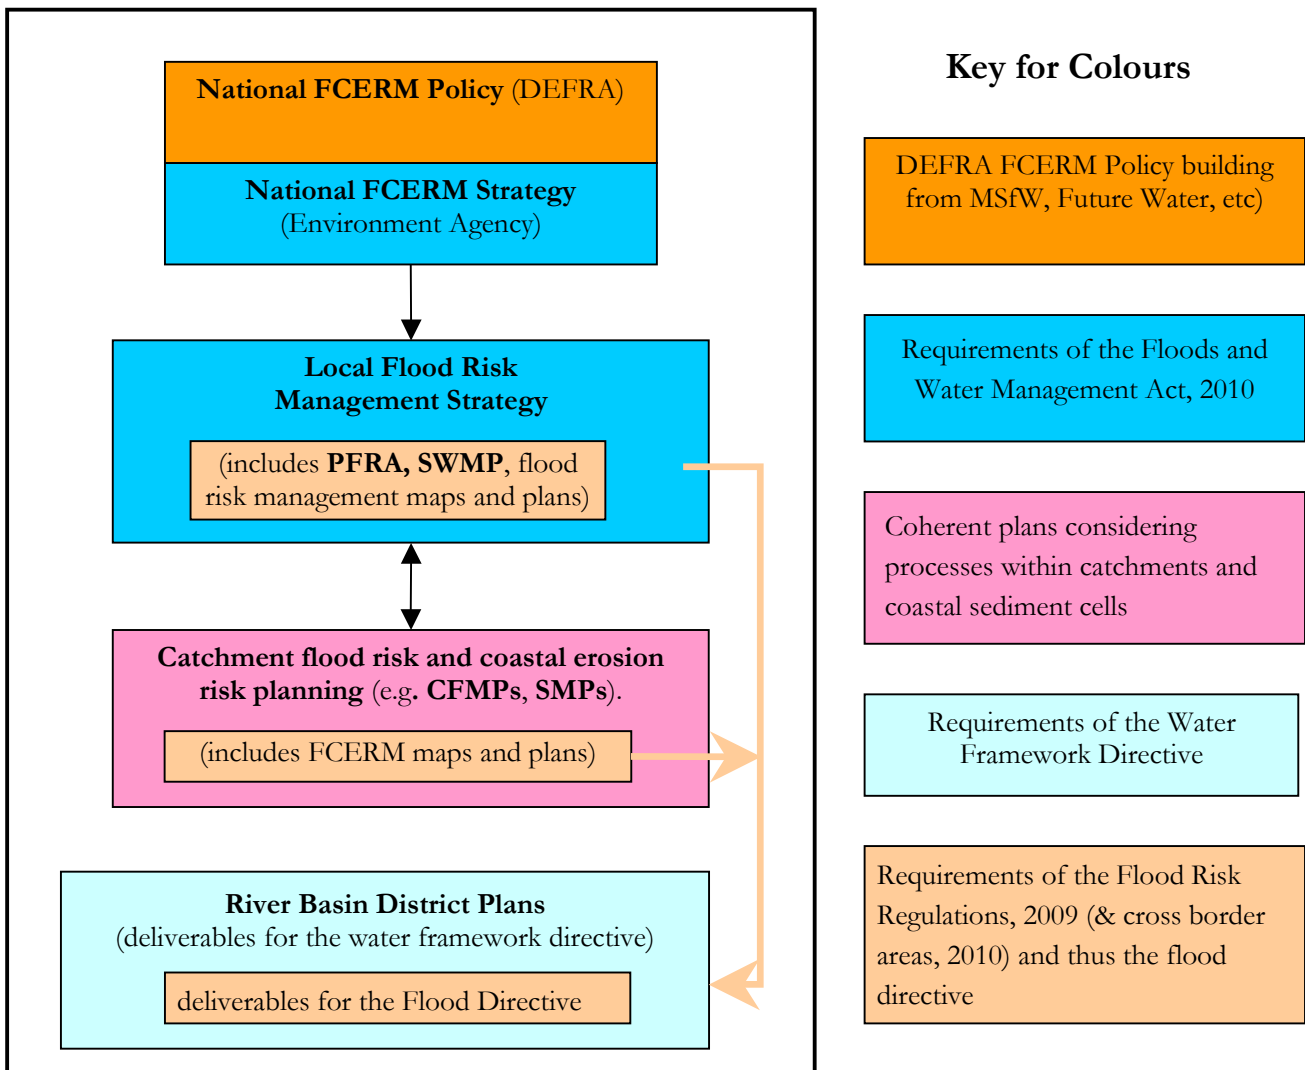 National FCERM Policy (DEFRA)
National FCERM Strategy
(Environment Agency)
Local Flood Risk
Management Strategy
(includes PFRA, SWMP, flood
risk management maps and plans)
Catchment flood risk and coastal erosion
risk planning (e.g. CFMPs, SMPs).
(includes FCERM maps and plans)
River Basin District Plans
(deliverables for the water framework directive)
deliverables for the Flood Directive
Key for Colours
DEFRA FCERM Policy building
from MSfW, Future Water, etc)
Requirements of the Floods and
Water Management Act, 2010
Coherent plans considering
processes within catchments and
coastal sediment cells
Requirements of the Water
Framework Directive
Requirements of the Flood Risk
Regulations, 2009 (& cross border
areas, 2010) and thus the flood
directive